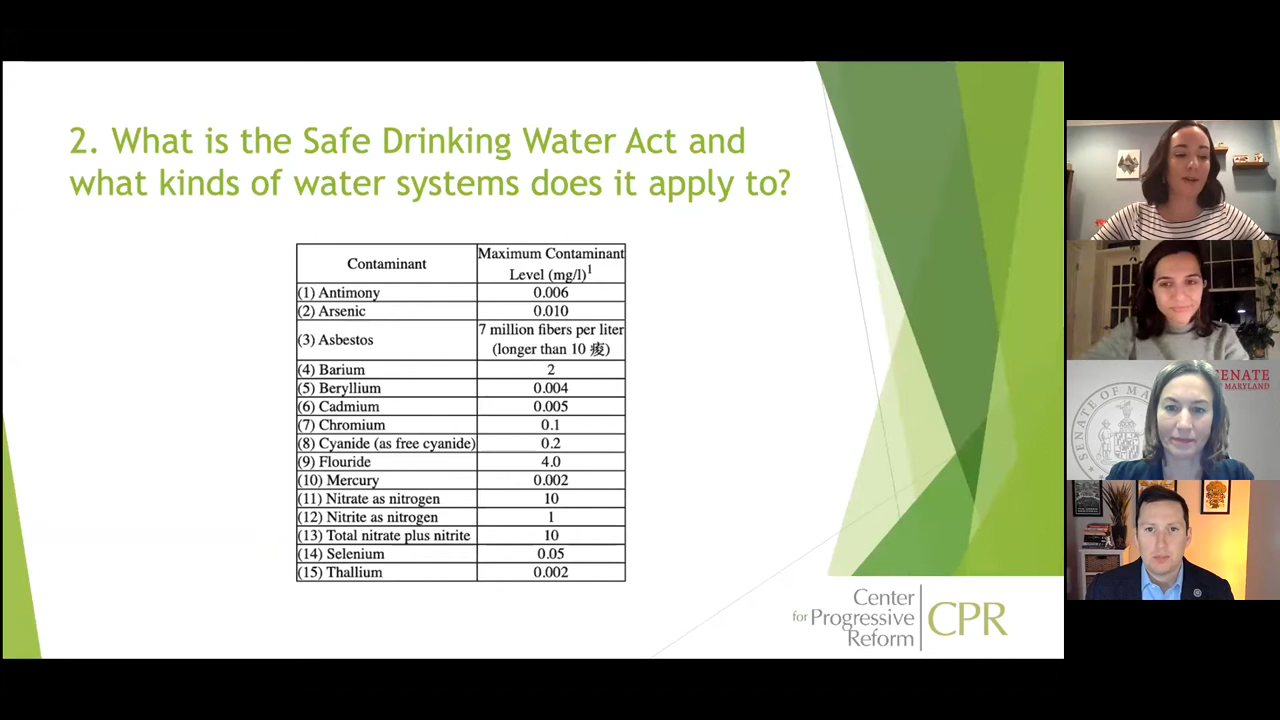 2. What is the Safe Drinking Water Act and
what kinds of water systems does it apply to?
Contaminant
Maximum Contaminant
Level (mg/l)1
(1) Antimony 0.006
(2) Arsenic 0.010
(3) Asbestos
7 million fibers per liter
(longer than 10 痠)
(4) Barium 2
(5) Beryllium 0.004
(6) Cadmium 0.005
(7) Chromium 0.1
(8) Cyanide (as free cyanide) 0.2
(9) Flouride 4.0
(10) Mercury 0.002
(11) Nitrate as nitrogen 10
(12) Nitrite as nitrogen 1
(13) Total nitrate plus nitrite 10
(14) Selenium 0.05
(15) Thallium 0.002
Center
for Progressive
Reform
CPR
SENATE OF MA
ENATE
MARYLAND